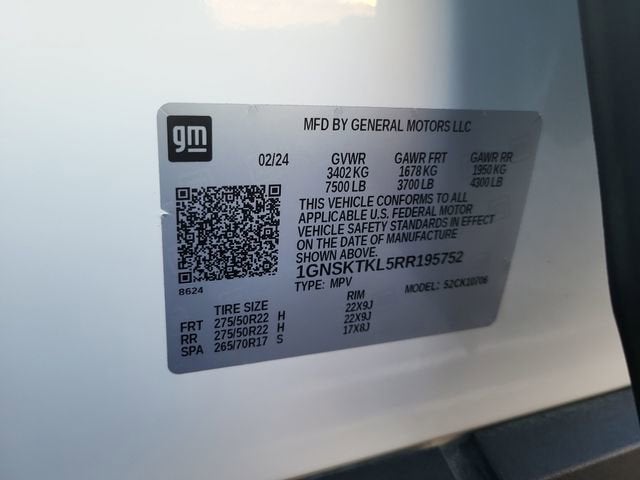 gm
MFD BY GENERAL MOTORS LLC
02/24 GVWR GAWR FRT GAWR RR
3402 KG 1678 KG 1950 KG
7500 LB 3700 LB 4300 LB
THIS VEHICLE CONFORMS TO ALL
APPLICABLE U.S. FEDERAL MOTOR
VEHICLE SAFETY STANDARDS IN EFFECT
ON THE DATE OF MANUFACTURE
SHOWN ABOVE.
1GNSKTKL5RR195752
8624
TYPE: MPV MODEL: 52CK10706
TIRE SIZE RIM
FRT 275/50R22 H 22X9J
RR 275/50R22 H 22X9J
SPA 265/70R17 S 17X8J